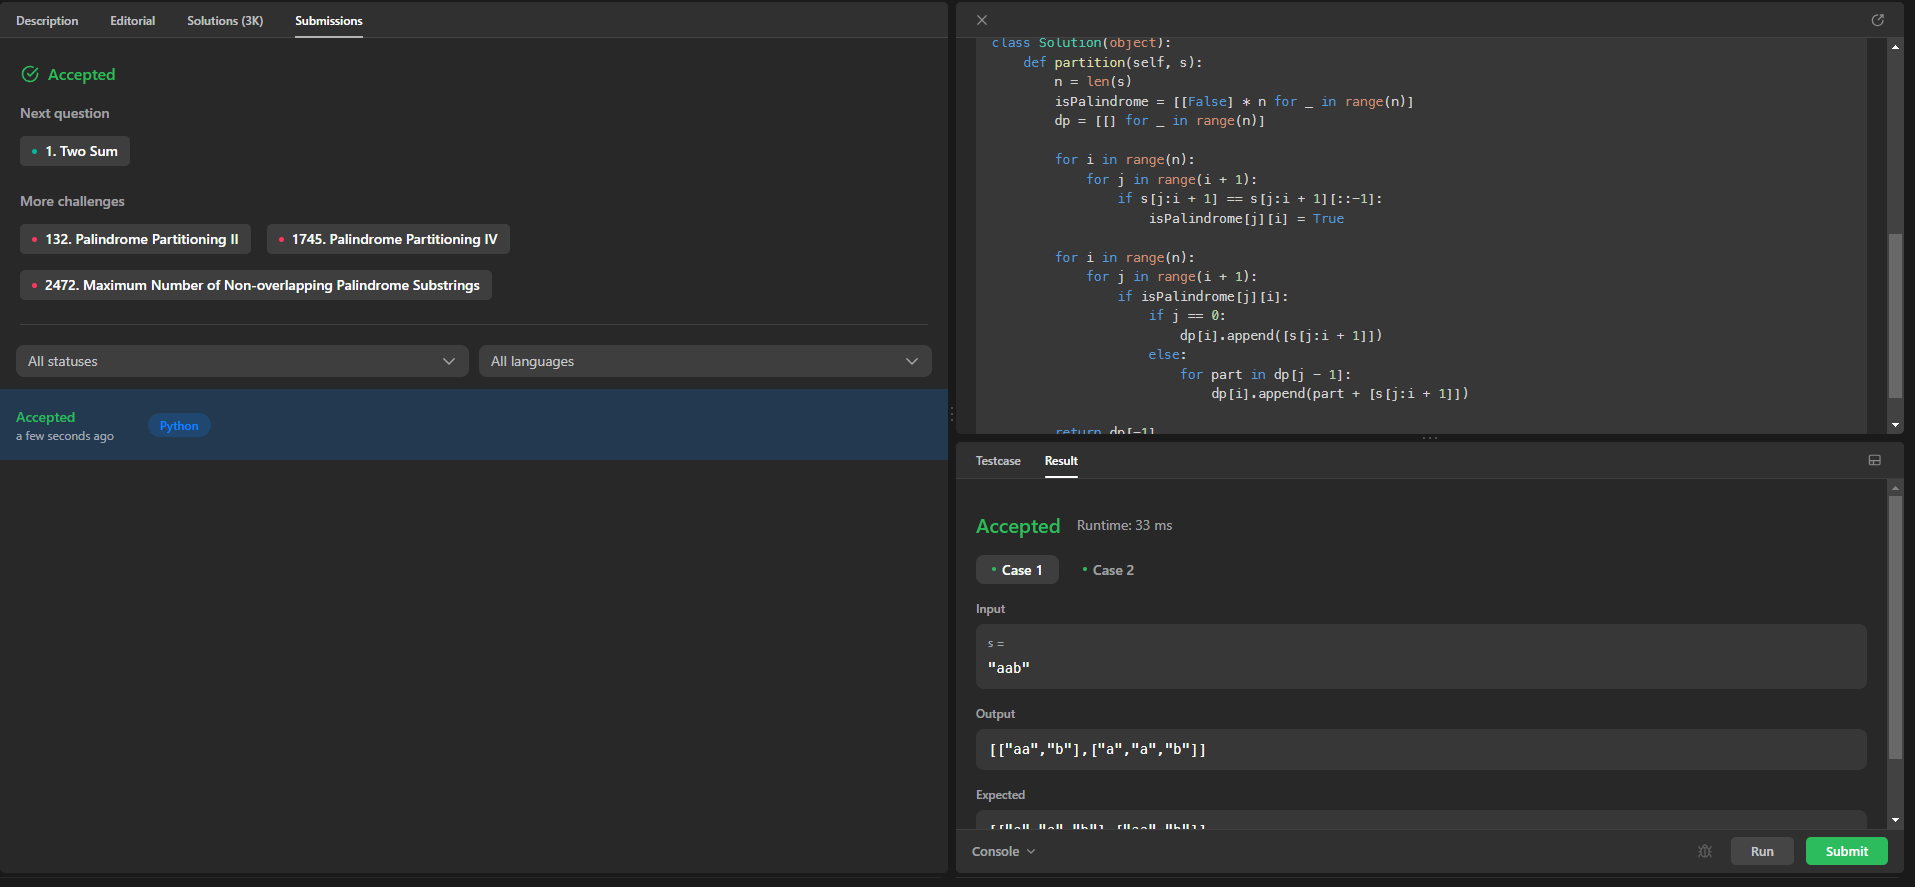 Description Editorial Solutions (3K) Submissions
Accepted
Next question
1. Two Sum
More challenges
132. Palindrome Partitioning II 1745. Palindrome Partitioning IV
2472. Maximum Number of Non-overlapping Palindrome Substrings
All statuses All languages
Accepted
a few seconds ago
Python
class Solution(object):
    def partition(self, s):
        n = len(s)
        isPalindrome = [[False] * n for _ in range(n)]
        dp = [[] for _ in range(n)]
        for i in range(n):
            for j in range(i + 1):
                if s[j:i + 1] == s[j:i + 1][::-1]:
                    isPalindrome[j][i] = True
        for i in range(n):
            for j in range(i + 1):
                if isPalindrome[j][i]:
                    if j == 0:
                        dp[i].append([s[j:i + 1]])
                    else:
                        for part in dp[j - 1]:
                            dp[i].append(part + [s[j:i + 1]])
        return dp[-1]
Testcase Result
Accepted Runtime: 33 ms
Case 1 Case 2
Input
s =
"aab"
Output
[["aa","b"],["a","a","b"]]
Expected
[["a","a","b"],["aa","b"]]
Console Run Submit